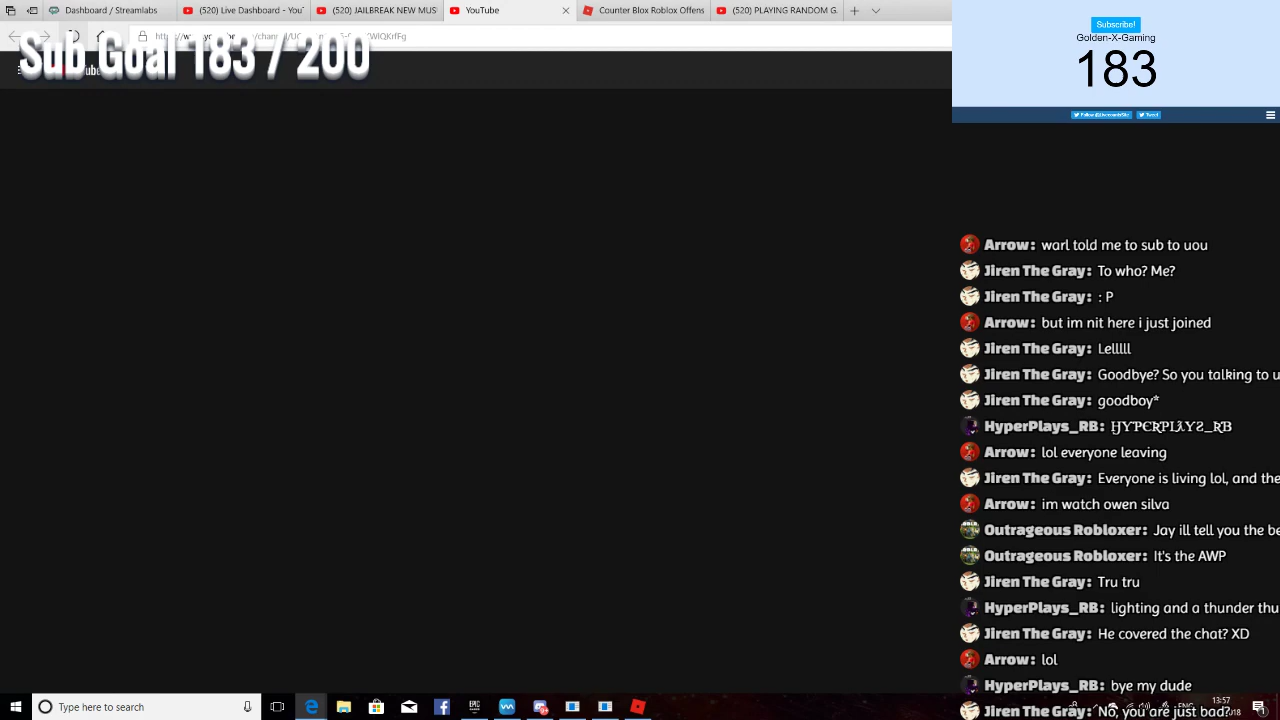 Dashboard / Streamlabs
(520) Live Dashboard - You
(520) JAILBREAK NEW MUS
YouTube
Counter Blox Roblox Offens
(520) PLAYING RANDOM G
Sub Goal 183 / 200
Subscribe!
Golden-X-Gaming
183
Tweet
Arrow: warl told me to sub to uou
Jiren The Gray: To who? Me?
Jiren The Gray: : P
Arrow: but im nit here i just joined
Jiren The Gray: Lelllll
Jiren The Gray: Goodbye? So you talking to u
Jiren The Gray: goodboy*
HyperPlays_RB:
Arrow: lol everyone leaving
Jiren The Gray: Everyone is living lol, and the
Arrow: im watch owen silva
Outrageous Robloxer: Jay ill tell you the be
Outrageous Robloxer: It's the AWP
Jiren The Gray: Tru tru
HyperPlays_RB: lighting and a thunder thu
Jiren The Gray: He covered the chat? XD
Arrow: lol
HyperPlays_RB: bye my dude
Jiren The Gray: No, you are just bad?
Type here to search
13:57